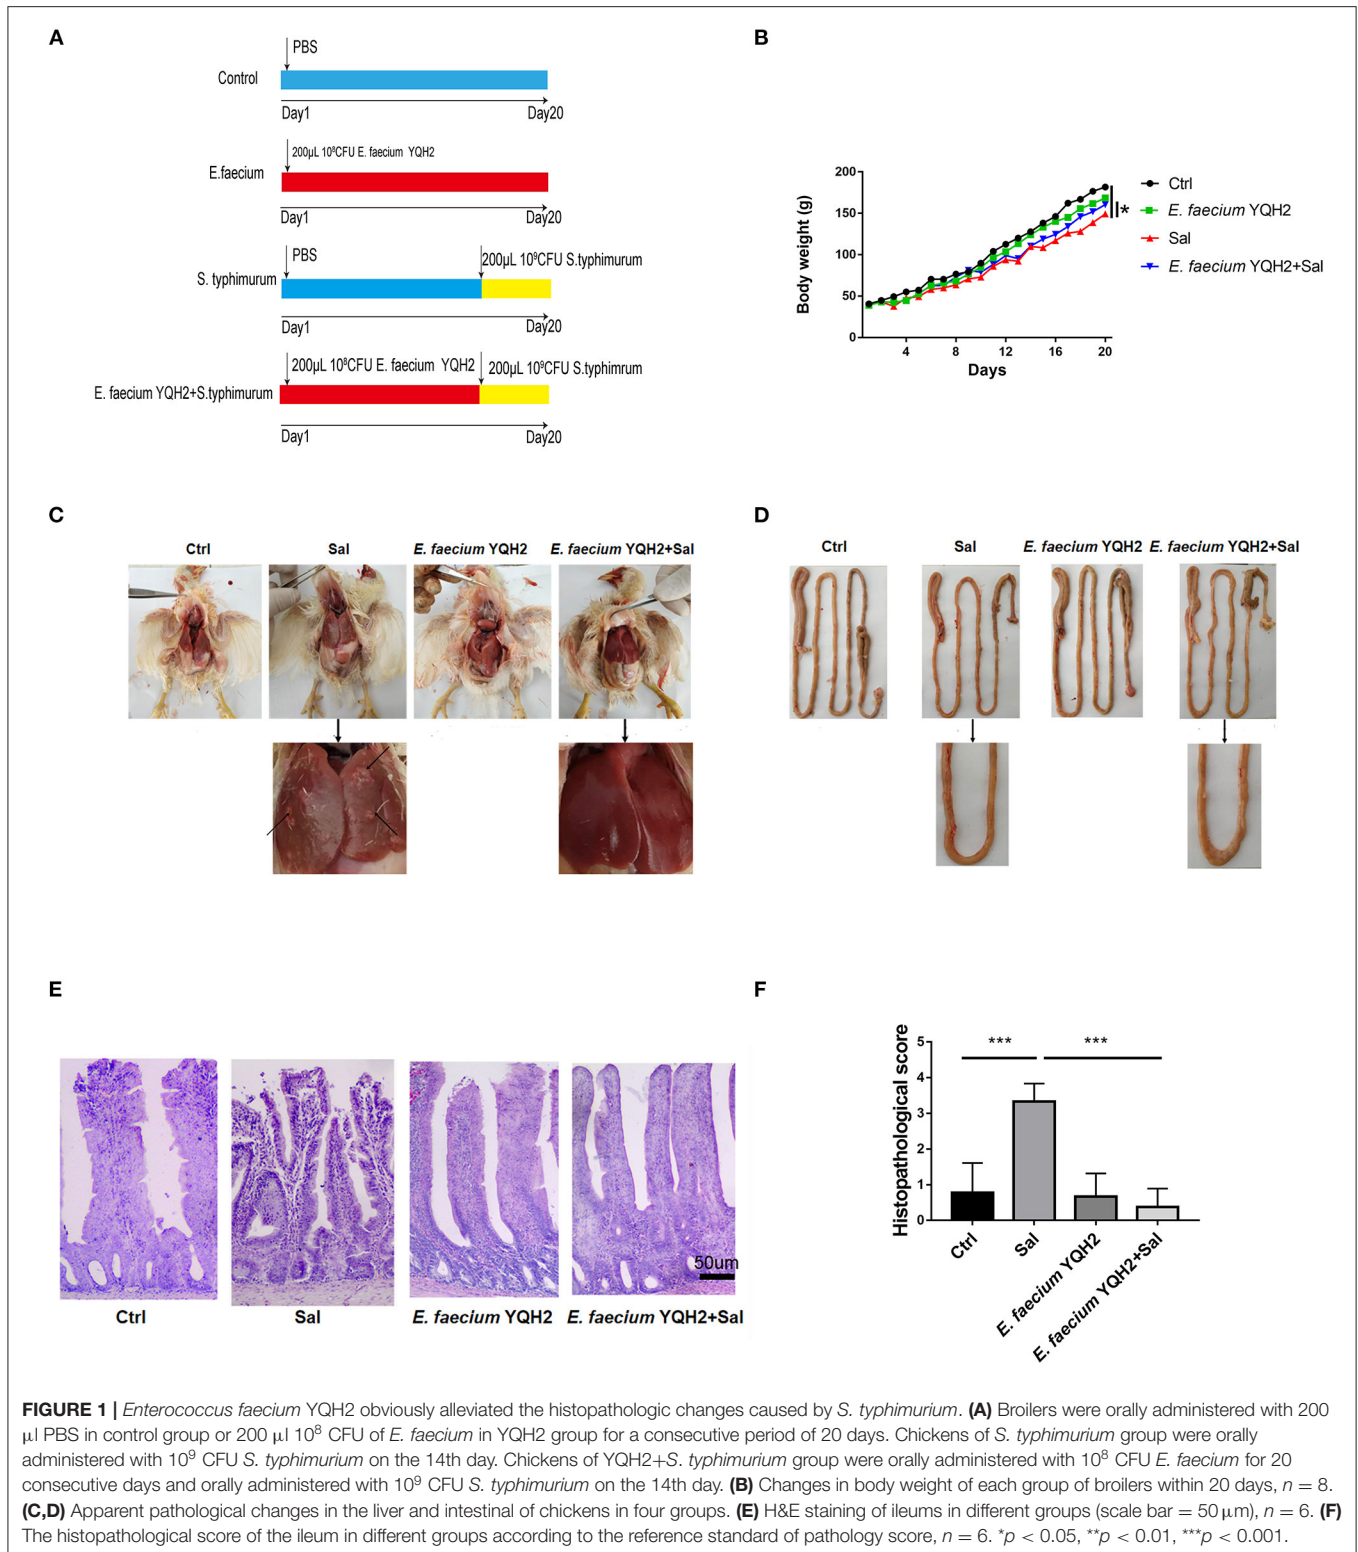 A
PBS
Control
Day1
Day20
200μL 10⁸CFU E. faecium YQH2
E.faecium
Day1
Day20
PBS
200μL 10⁹CFU S.typhimurum
S. typhimurum
Day1
Day20
200μL 10⁸CFU E. faecium YQH2
200μL 10⁹CFU S.typhimrum
E. faecium YQH2+S.typhimurum
Day1
Day20
B
Body weight (g)
200
150
100
50
0
4
8
12
16
20
Days
*
Ctrl
E. faecium YQH2
Sal
E. faecium YQH2+Sal
C
Ctrl
Sal
E. faecium YQH2
E. faecium YQH2+Sal
D
Ctrl
Sal
E. faecium YQH2
E. faecium YQH2+Sal
E
50um
Ctrl
Sal
E. faecium YQH2
E. faecium YQH2+Sal
F
Histopathological score
5
4
3
2
1
0
***
***
Ctrl
Sal
E. faecium YQH2
E. faecium YQH2+Sal
FIGURE 1 | Enterococcus faecium YQH2 obviously alleviated the histopathologic changes caused by S. typhimurium. (A) Broilers were orally administered with 200
μl PBS in control group or 200 μl 10⁸ CFU of E. faecium in YQH2 group for a consecutive period of 20 days. Chickens of S. typhimurium group were orally
administered with 10⁹ CFU S. typhimurium on the 14th day. Chickens of YQH2+S. typhimurium group were orally administered with 10⁸ CFU E. faecium for 20
consecutive days and orally administered with 10⁹ CFU S. typhimurium on the 14th day. (B) Changes in body weight of each group of broilers within 20 days, n = 8.
(C,D) Apparent pathological changes in the liver and intestinal of chickens in four groups. (E) H&E staining of ileums in different groups (scale bar = 50 μm), n = 6. (F)
The histopathological score of the ileum in different groups according to the reference standard of pathology score, n = 6. *p < 0.05, **p < 0.01, ***p < 0.001.